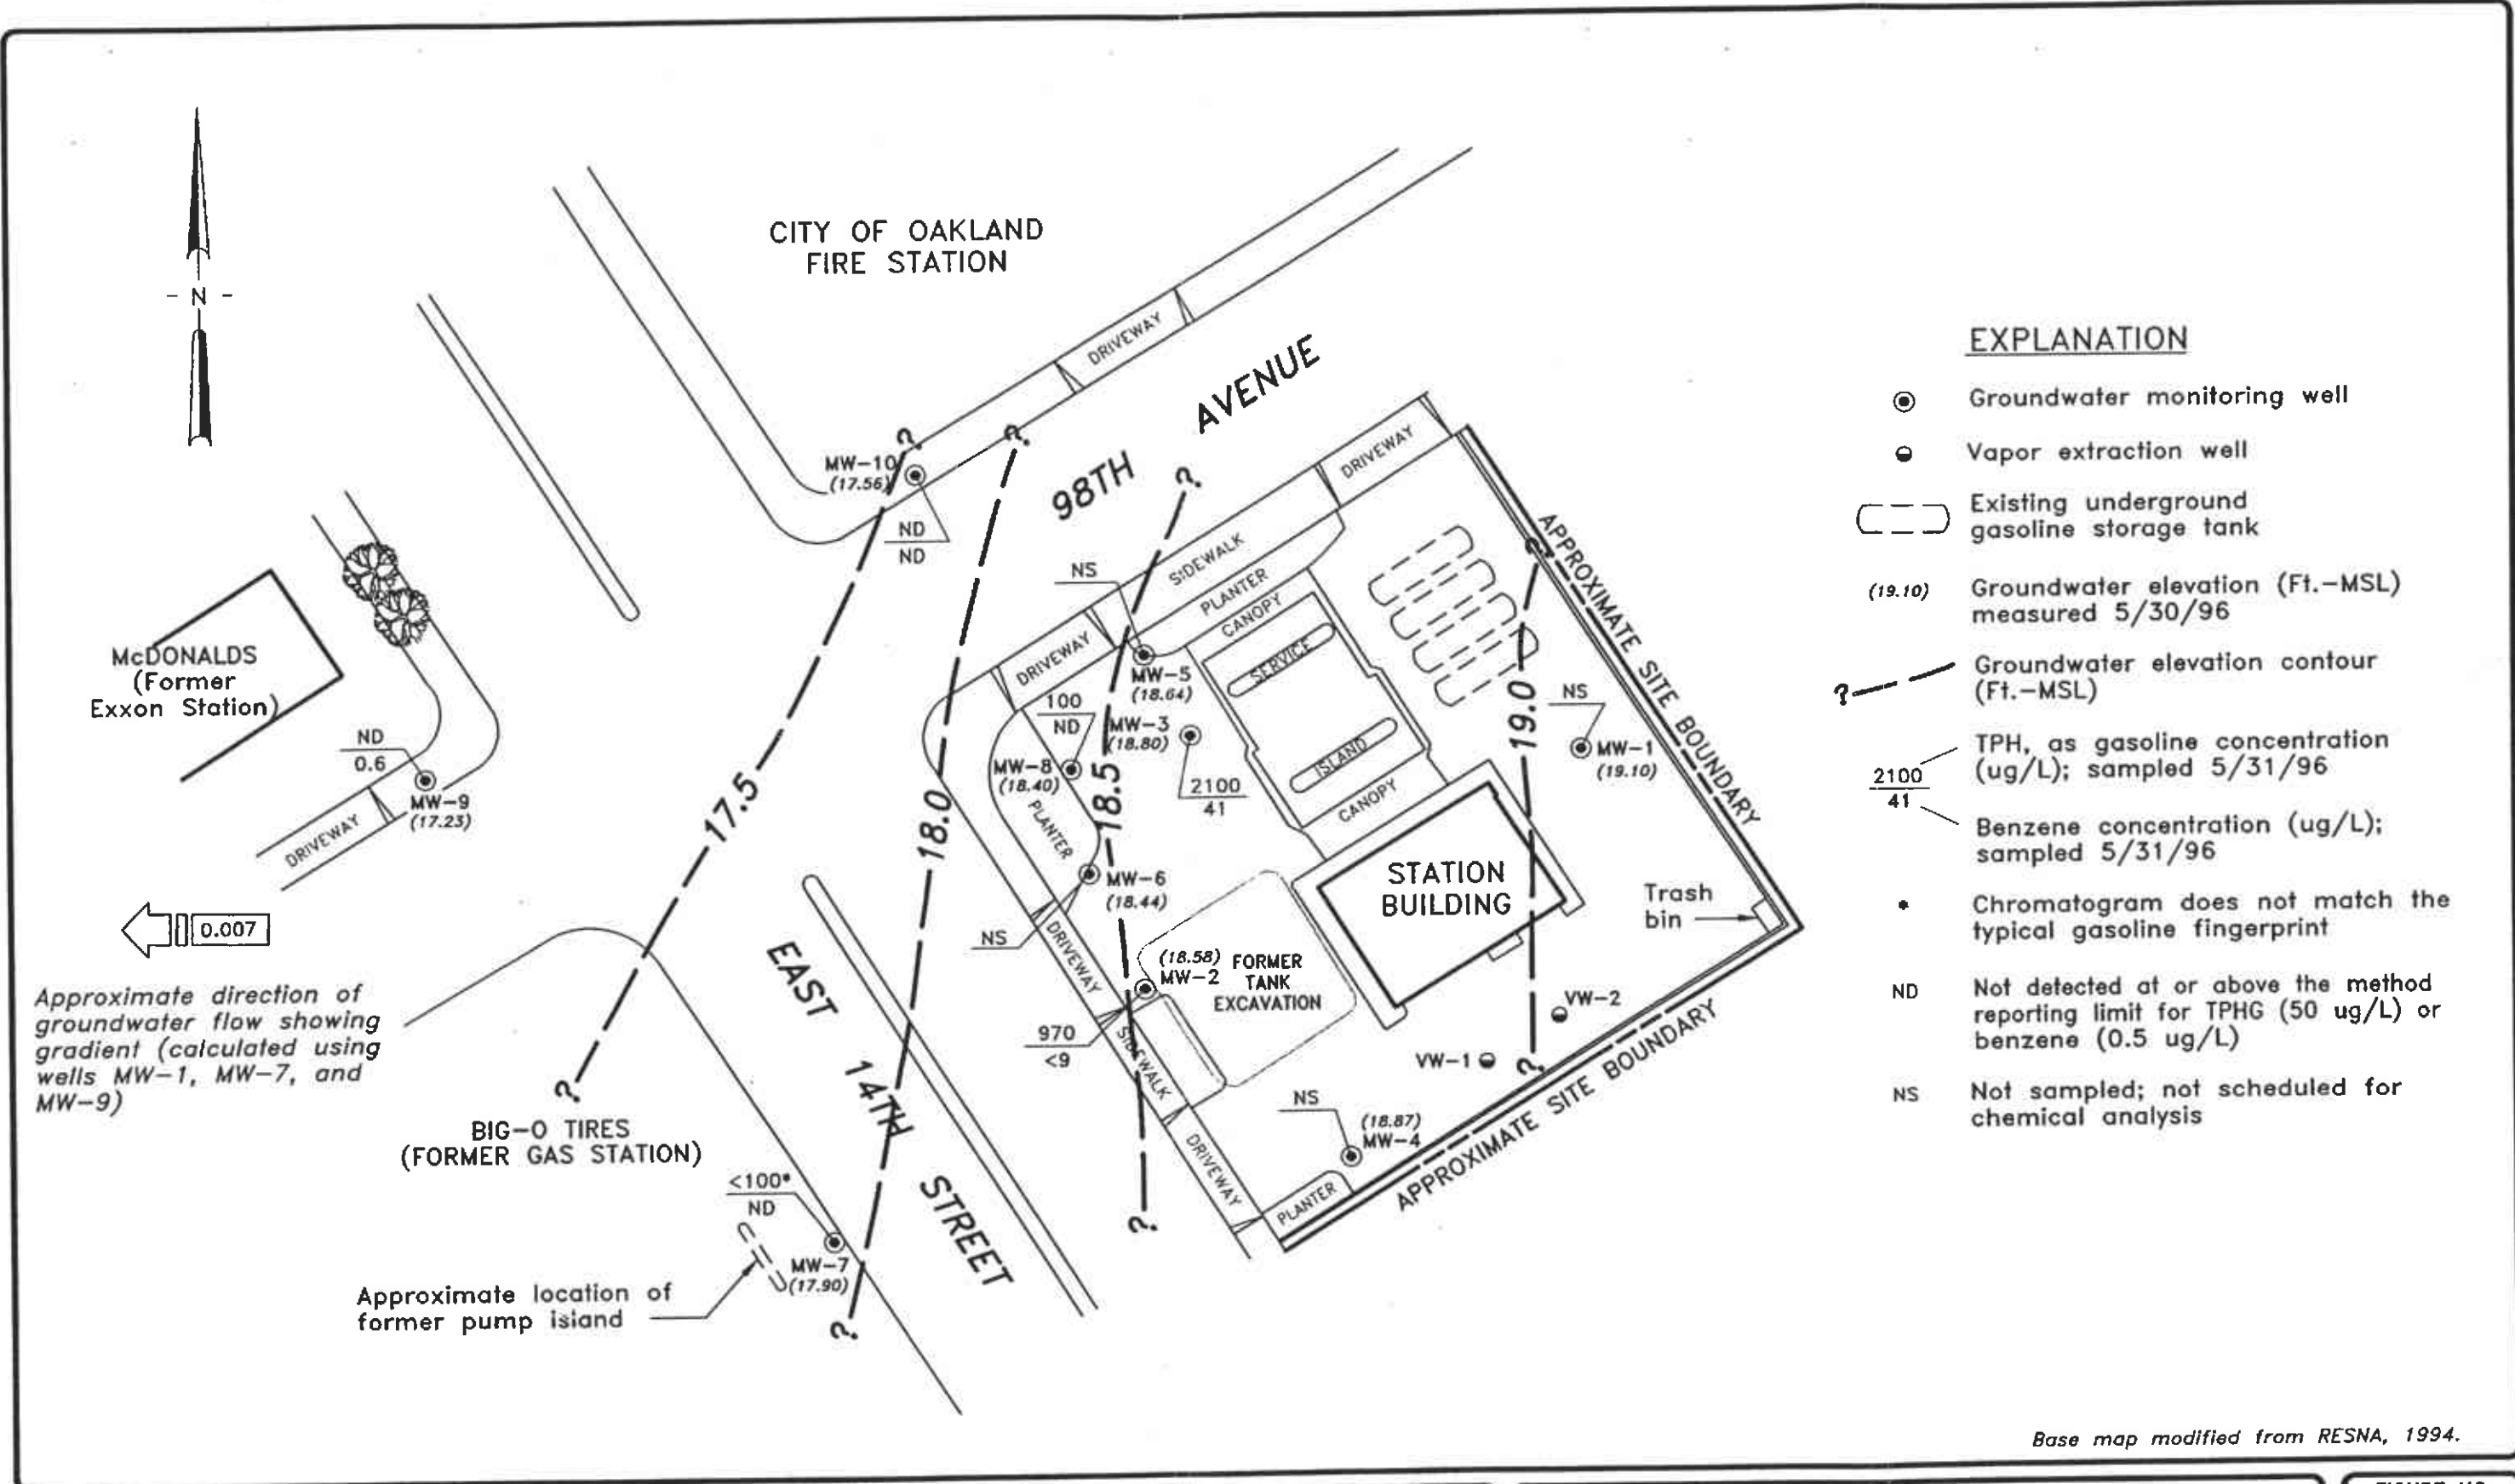 - N -
CITY OF OAKLAND
FIRE STATION
DRIVEWAY
98TH AVENUE
?
?
?
MW-10
(17.56)
ND
ND
McDONALDS
(Former
Exxon Station)
ND
0.6
MW-9
(17.23)
DRIVEWAY
17.5
18.0
18.5
19.0
DRIVEWAY
SIDEWALK
PLANTER
CANOPY
SERVICE
ISLAND
CANOPY
DRIVEWAY
NS
MW-5
(18.64)
100
ND
MW-3
(18.80)
2100
41
MW-8
(18.40)
PLANTER
MW-6
(18.44)
NS
DRIVEWAY
(18.58)
MW-2
FORMER
TANK
EXCAVATION
970
<9
SIDEWALK
DRIVEWAY
PLANTER
?
NS
MW-1
(19.10)
APPROXIMATE SITE BOUNDARY
STATION
BUILDING
Trash
bin
VW-2
VW-1
?
NS
(18.87)
MW-4
APPROXIMATE SITE BOUNDARY
EAST 14TH STREET
?
0.007
Approximate direction of
groundwater flow showing
gradient (calculated using
wells MW-1, MW-7, and
MW-9)
?
BIG-O TIRES
(FORMER GAS STATION)
<100*
ND
MW-7
(17.90)
?
Approximate location of
former pump island
EXPLANATION
Groundwater monitoring well
Vapor extraction well
Existing underground
gasoline storage tank
(19.10) Groundwater elevation (Ft.-MSL)
measured 5/30/96
? Groundwater elevation contour
(Ft.-MSL)
2100
41
TPH, as gasoline concentration
(ug/L); sampled 5/31/96
Benzene concentration (ug/L);
sampled 5/31/96
* Chromatogram does not match the
typical gasoline fingerprint
ND Not detected at or above the method
reporting limit for TPHG (50 ug/L) or
benzene (0.5 ug/L)
NS Not sampled; not scheduled for
chemical analysis
Base map modified from RESNA, 1994.